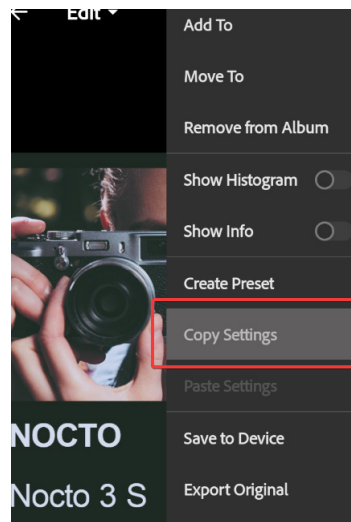 Edit
Add To
Move To
Remove from Album
Show Histogram
Show Info
Create Preset
Copy Settings
Paste Settings
Save to Device
Export Original
NOCTO
Nocto 3 S